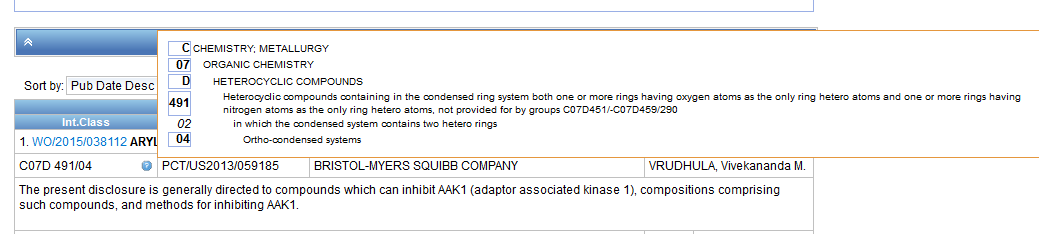 C CHEMISTRY; METALLURGY
07 ORGANIC CHEMISTRY
D HETEROCYCLIC COMPOUNDS
491 Heterocyclic compounds containing in the condensed ring system both one or more rings having oxygen atoms as the only ring hetero atoms and one or more rings having
nitrogen atoms as the only ring hetero atoms, not provided for by groups C07D451/-C07D459/290
02 in which the condensed system contains two hetero rings
04 Ortho-condensed systems
Sort by: Pub Date Desc
Int.Class
1. WO/2015/038112 ARYL
C07D 491/04 PCT/US2013/059185 BRISTOL-MYERS SQUIBB COMPANY VRUDHULA, Vivekananda M.
The present disclosure is generally directed to compounds which can inhibit AAK1 (adaptor associated kinase 1), compositions comprising
such compounds, and methods for inhibiting AAK1.